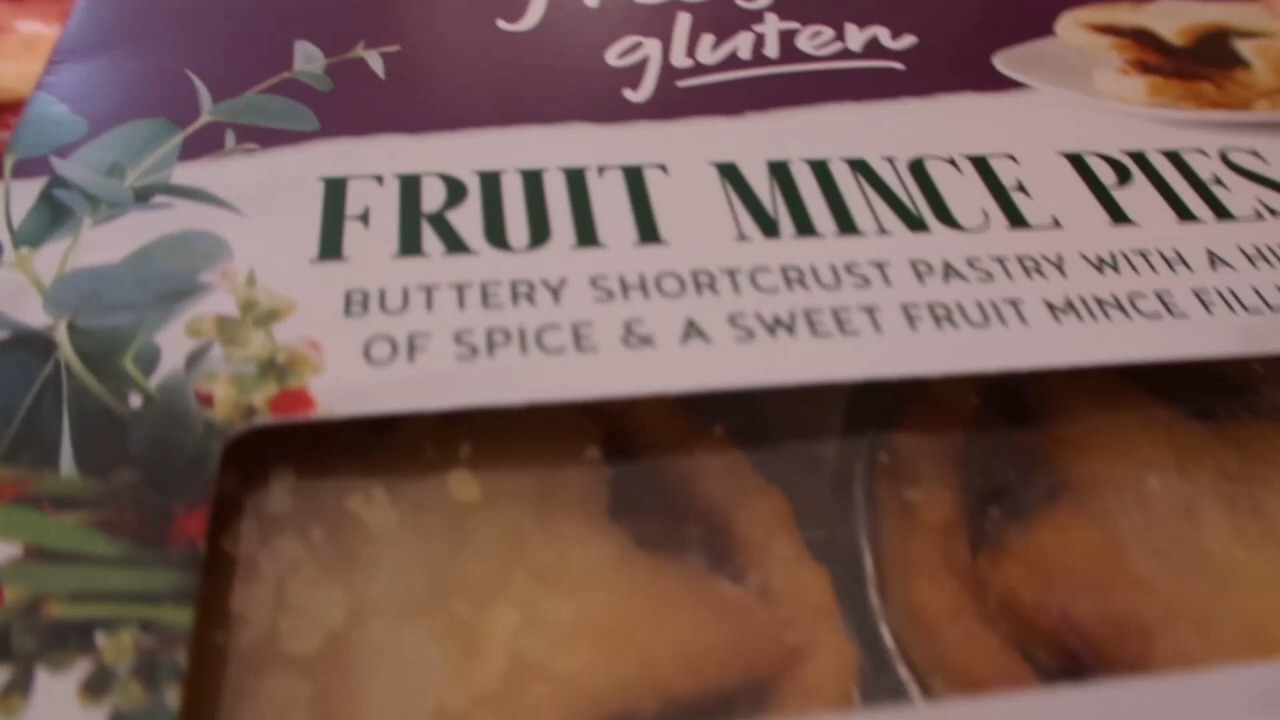 gluten
FRUIT MINCE PIES
BUTTERY SHORTCRUST PASTRY WITH A
OF SPICE & A SWEET FRUIT MINCE